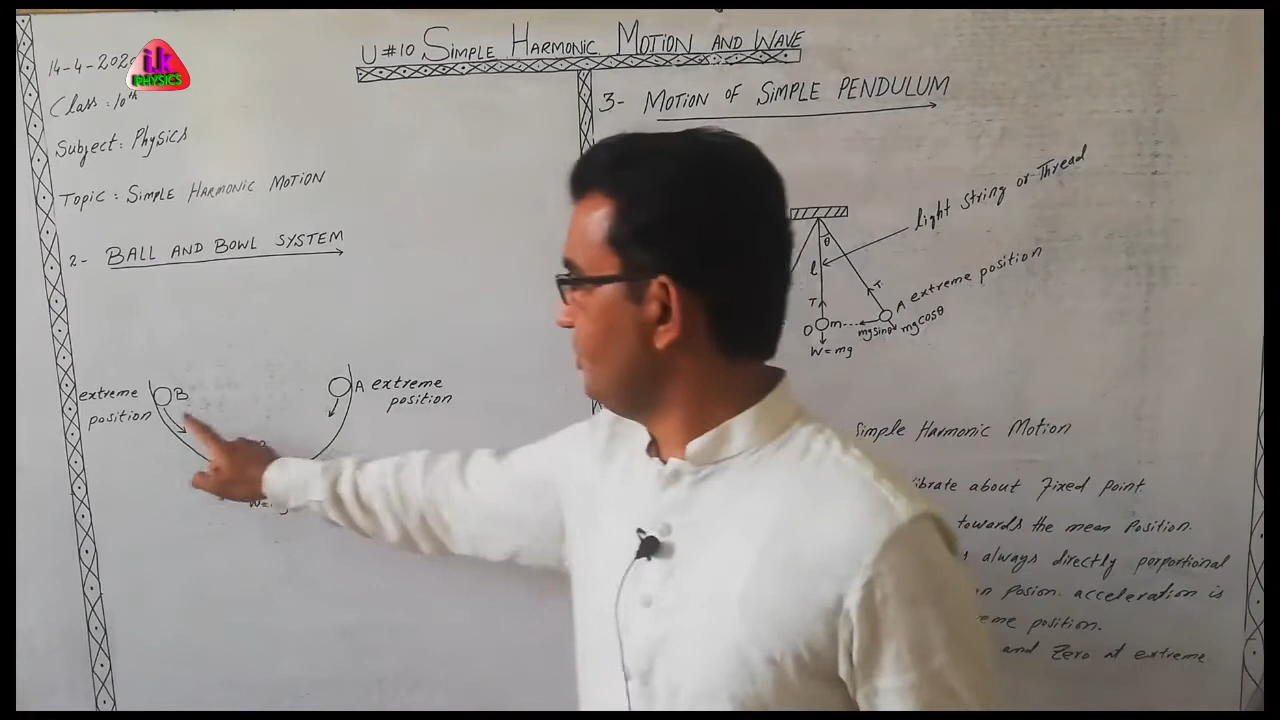 U#10 SIMPLE HARMONIC MOTION AND WAVE
14-4-202
i.k
PHYSICS
Class: 10th
Subject: Physics
Topic: SIMPLE HARMONIC MOTION
2- BALL AND BOWL SYSTEM
extreme
position
B
A extreme
position
3- MOTION OF SIMPLE PENDULUM
light string or Thread
θ
l
T
T
A extreme position
O m
mgsinθ mgcosθ
W=mg
Simple Harmonic Motion
ibrate about fixed point.
towards the mean Position.
always directly porportional
posion. acceleration is
eme position.
and Zero at extreme